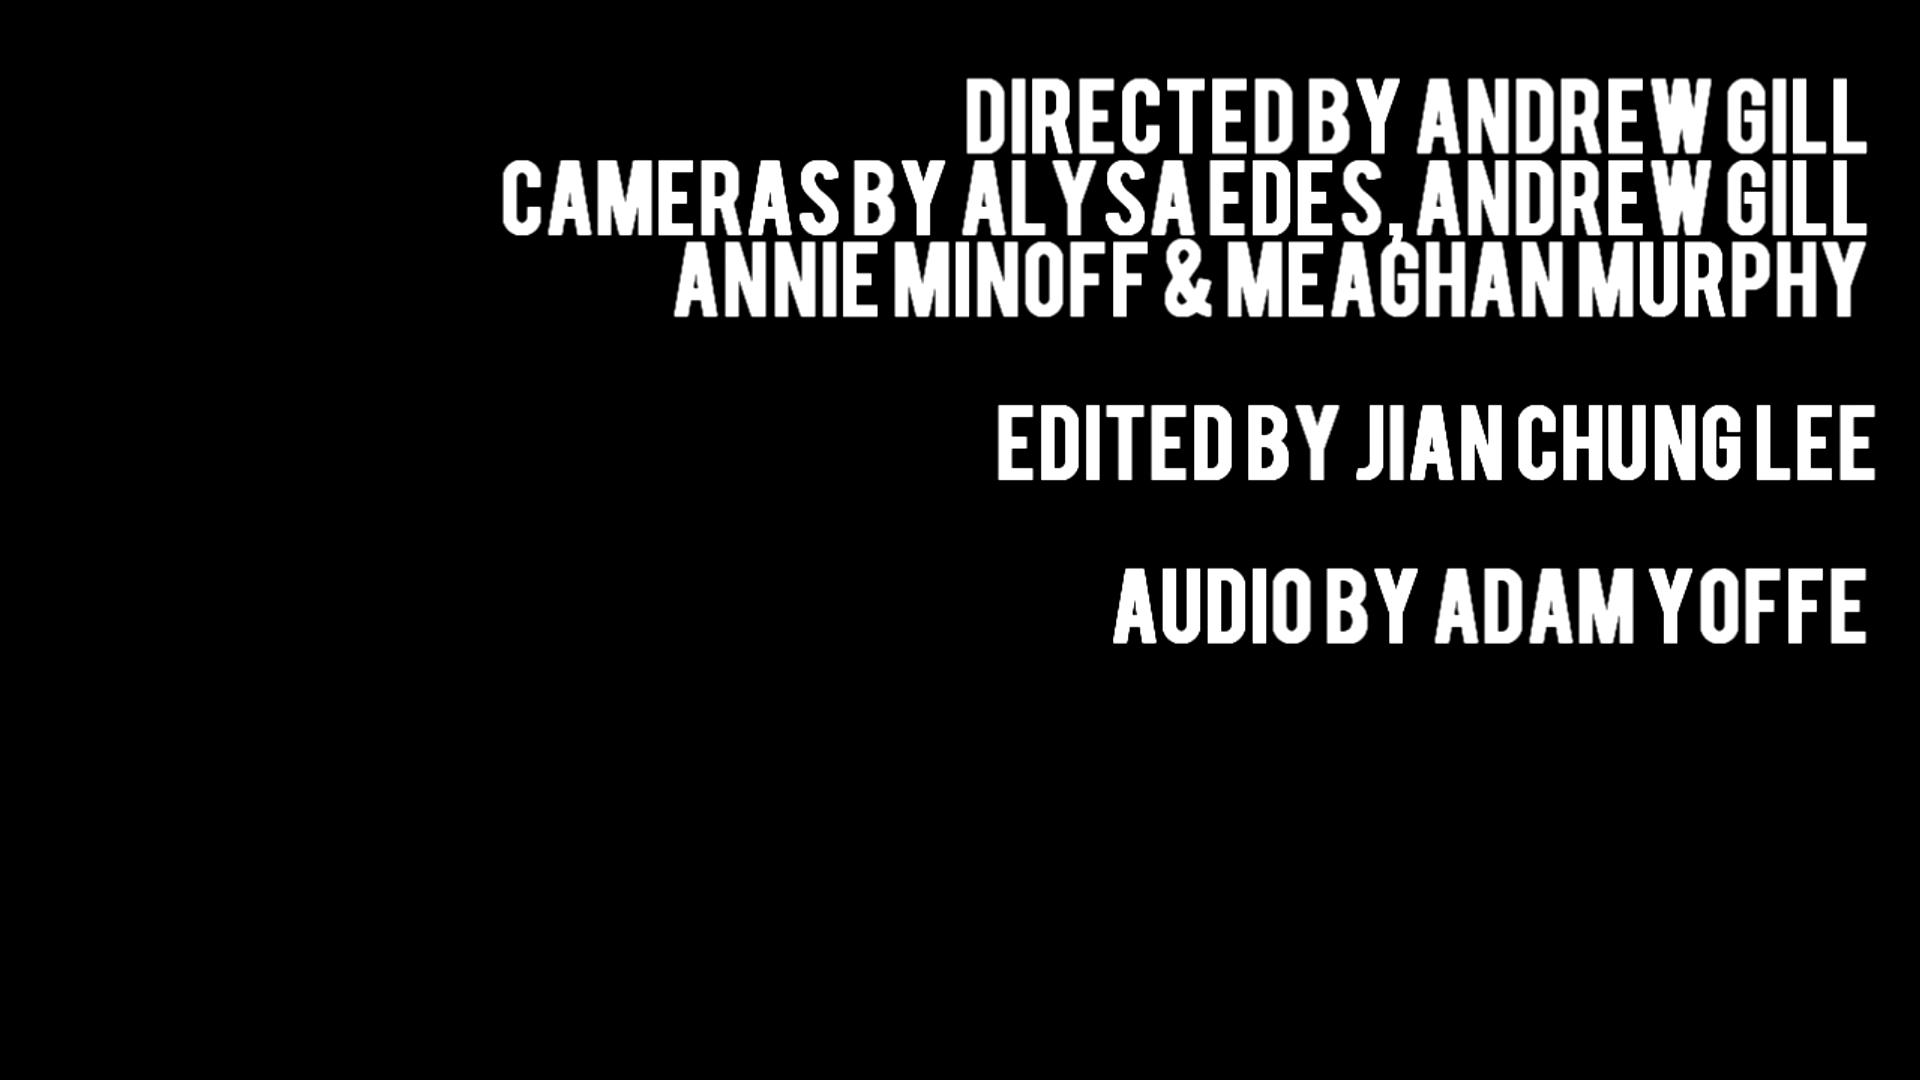 DIRECTED BY ANDREW GILL
CAMERAS BY ALYSA EDES, ANDREW GILL
ANNIE MINOFF & MEAGHAN MURPHY
EDITED BY JIAN CHUNG LEE
AUDIO BY ADAM YOFFE